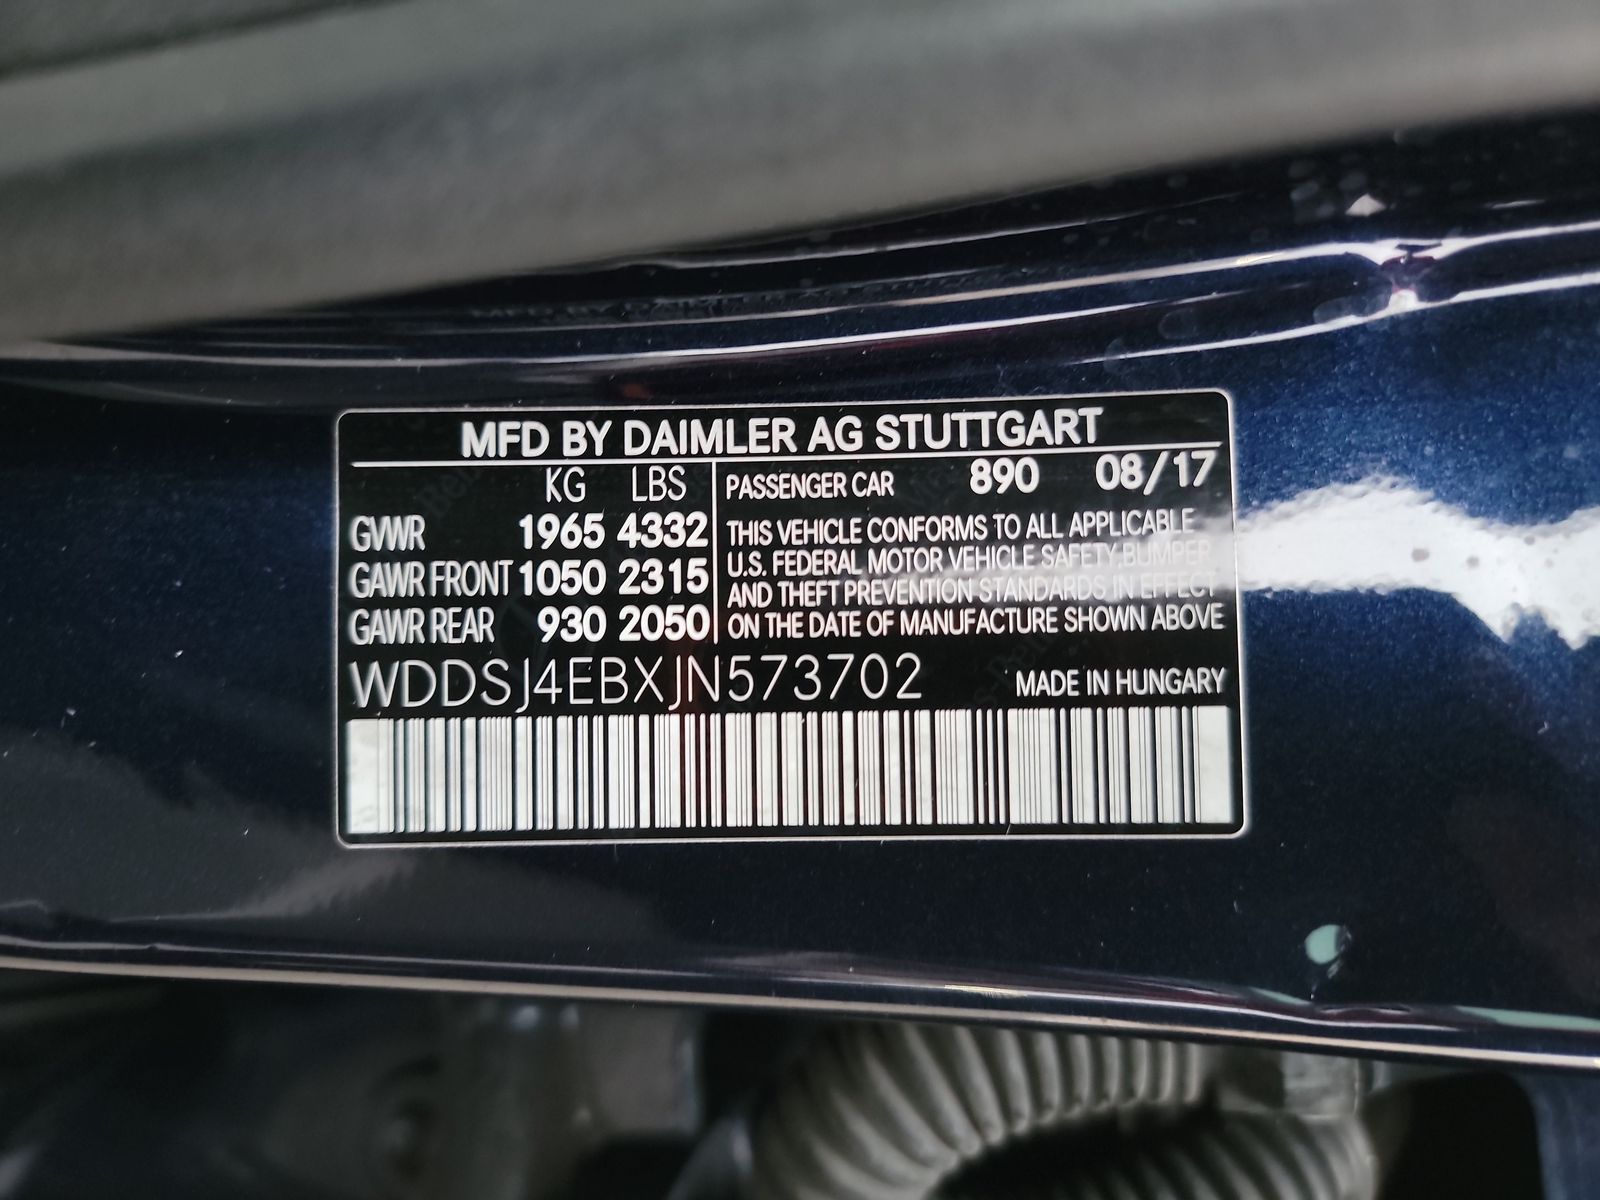 MFD BY DAIMLER AG STUTTGART
KG LBS
GVWR 1965 4332
GAWR FRONT 1050 2315
GAWR REAR 930 2050
PASSENGER CAR 890 08/17
THIS VEHICLE CONFORMS TO ALL APPLICABLE
U.S. FEDERAL MOTOR VEHICLE SAFETY,BUMPER
AND THEFT PREVENTION STANDARDS IN EFFECT
ON THE DATE OF MANUFACTURE SHOWN ABOVE
WDDSJ4EBXJN573702
MADE IN HUNGARY